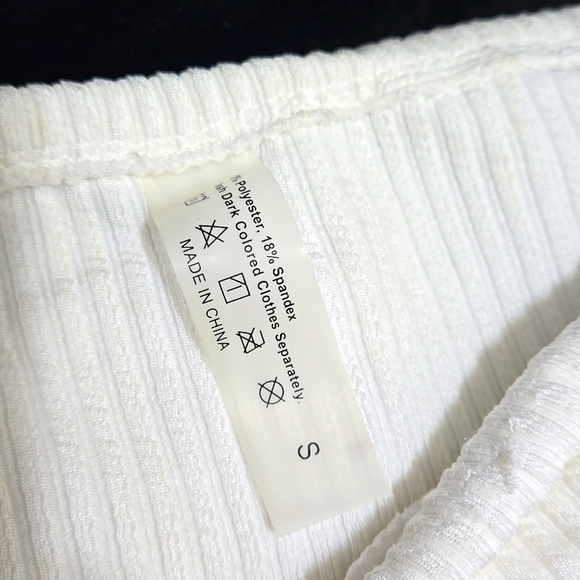 % Polyester, 18% Spandex
Dark Colored Clothes Separately.
MADE IN CHINA
S